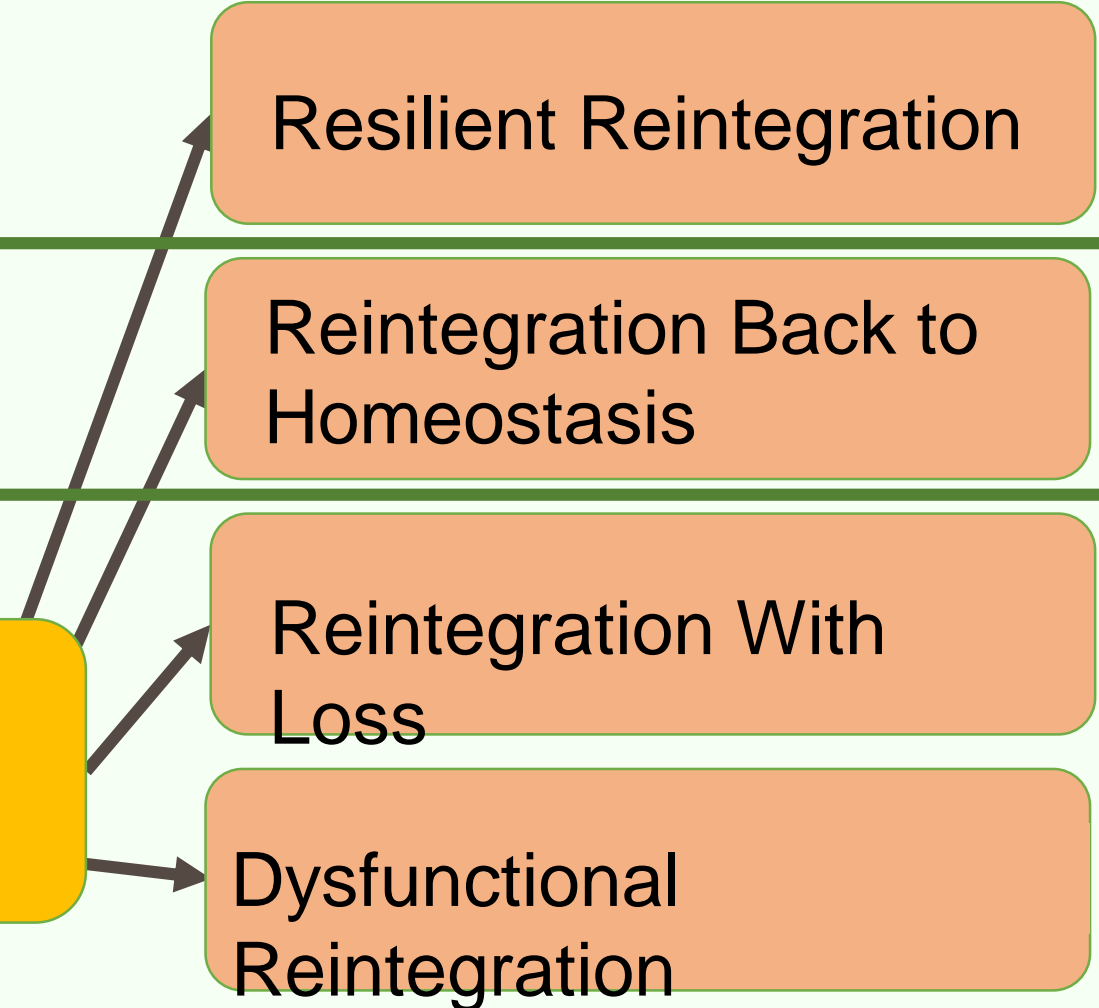 Resilient Reintegration
Reintegration Back to
Homeostasis
Reintegration With
Loss
Dysfunctional
Reintegration